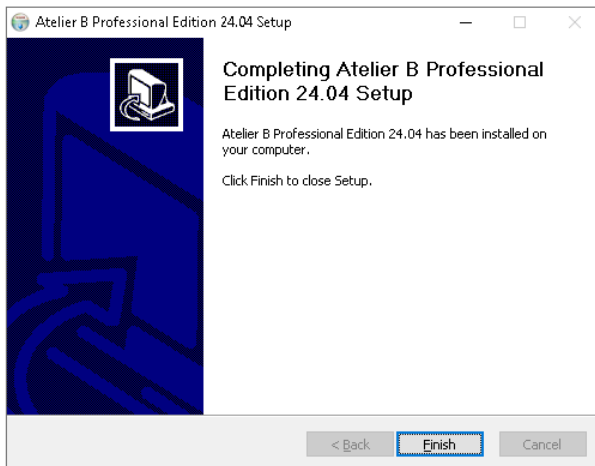 Atelier B Professional Edition 24.04 Setup
Completing Atelier B Professional
Edition 24.04 Setup
Atelier B Professional Edition 24.04 has been installed on
your computer.
Click Finish to close Setup.
< Back
Finish
Cancel